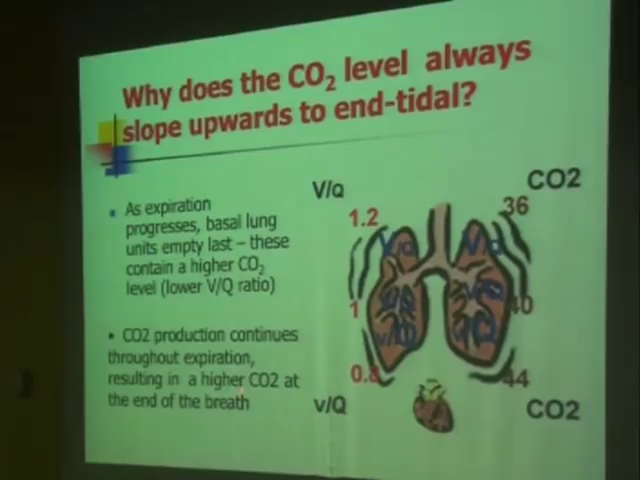 Why does the CO₂ level always
slope upwards to end-tidal?
V/Q
CO2
As expiration
progresses, basal lung
units empty last – these
contain a higher CO₂
level (lower V/Q ratio)
1.2
36
1
40
• CO2 production continues
throughout expiration,
resulting in a higher CO2 at
the end of the breath
0.8
44
v/Q
CO2